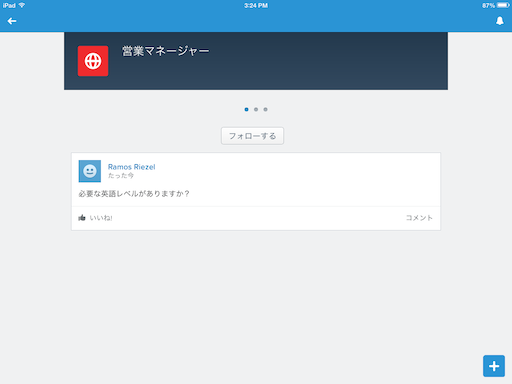 iPad 3:24 PM 87%
営業マネージャー
フォローする
Ramos Riezel
たった今
必要な英語レベルがありますか？
いいね! コメント